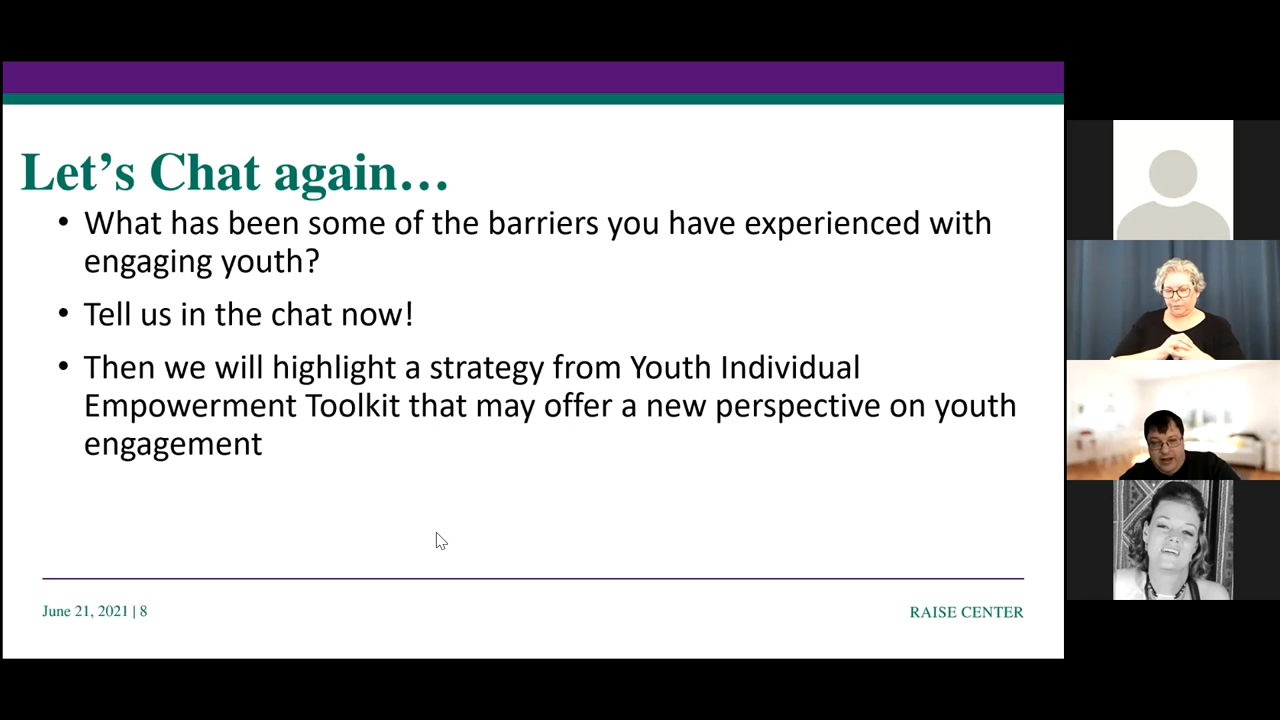 Let’s Chat again…
• What has been some of the barriers you have experienced with
engaging youth?
• Tell us in the chat now!
• Then we will highlight a strategy from Youth Individual
Empowerment Toolkit that may offer a new perspective on youth
engagement
June 21, 2021 | 8
RAISE CENTER